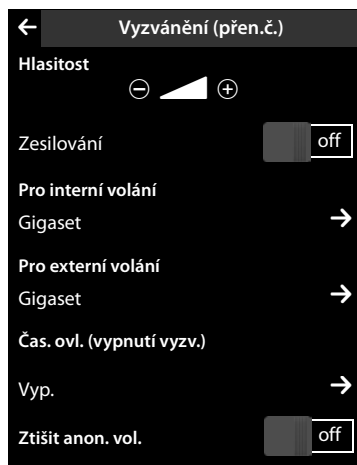 Vyzvánění (přen.č.)
Hlasitost
Zesilování off
Pro interní volání
Gigaset
Pro externí volání
Gigaset
Čas. ovl. (vypnutí vyzv.)
Vyp.
Ztišit anon. vol. off